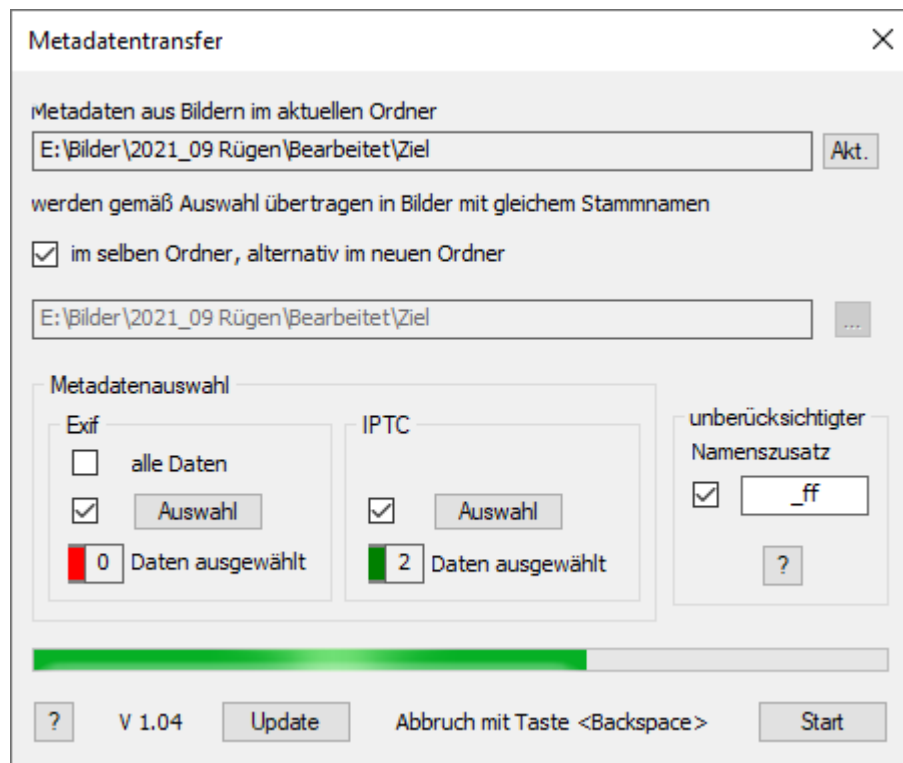 Metadatentransfer
Metadaten aus Bildern im aktuellen Ordner
E:\Bilder\2021_09 Rügen\Bearbeitet\Ziel
Akt.
werden gemäß Auswahl übertragen in Bilder mit gleichem Stammnamen
im selben Ordner, alternativ im neuen Ordner
E:\Bilder\2021_09 Rügen\Bearbeitet\Ziel
...
Metadatenauswahl
Exif
alle Daten
Auswahl
0 Daten ausgewählt
IPTC
Auswahl
2 Daten ausgewählt
unberücksichtigter
Namenszusatz
_ff
?
? V 1.04 Update Abbruch mit Taste <Backspace> Start